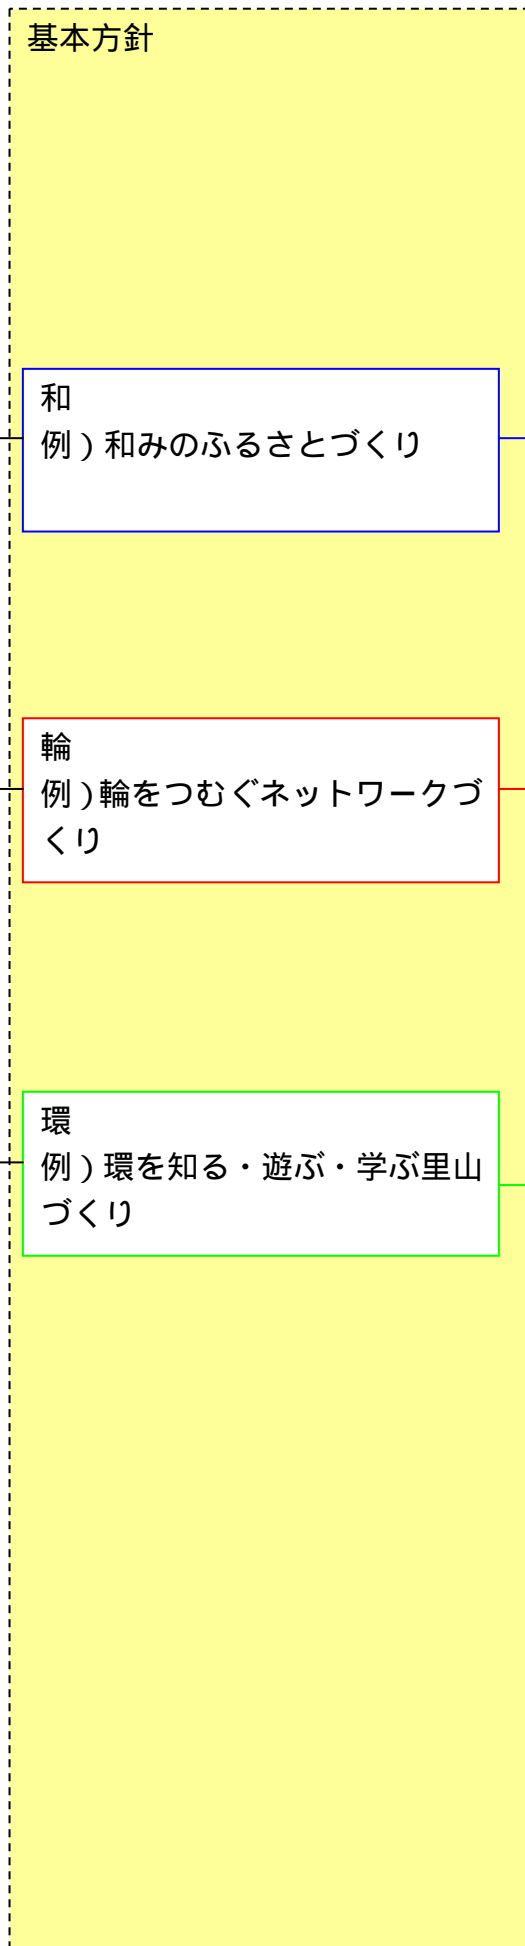 基本方針
和
例）和みのふるさとづくり
輪
例）輪をつむぐネットワークづ
くり
環
例）環を知る・遊ぶ・学ぶ里山
づくり